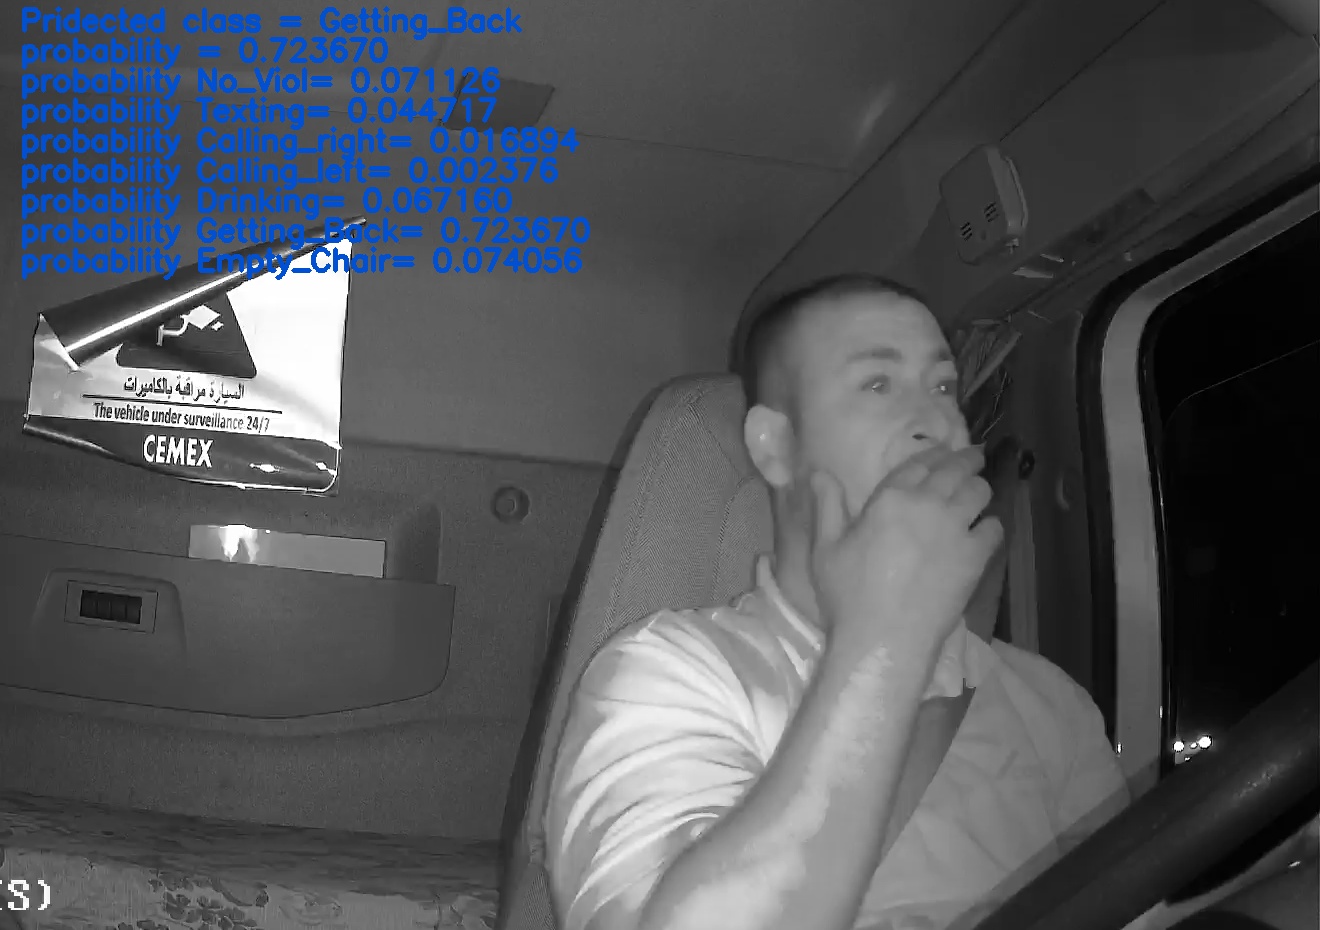 Pridected class = Getting_Back
probability = 0.723670
probability No_Viol= 0.071126
probability Texting= 0.044717
probability Calling_right= 0.016894
probability Calling_left= 0.002376
probability Drinking= 0.067160
probability Getting_Back= 0.723670
probability Empty_Chair= 0.074056
السيارة مراقبة بالكاميرات
The vehicle under surveillance 24/7
CEMEX
S)